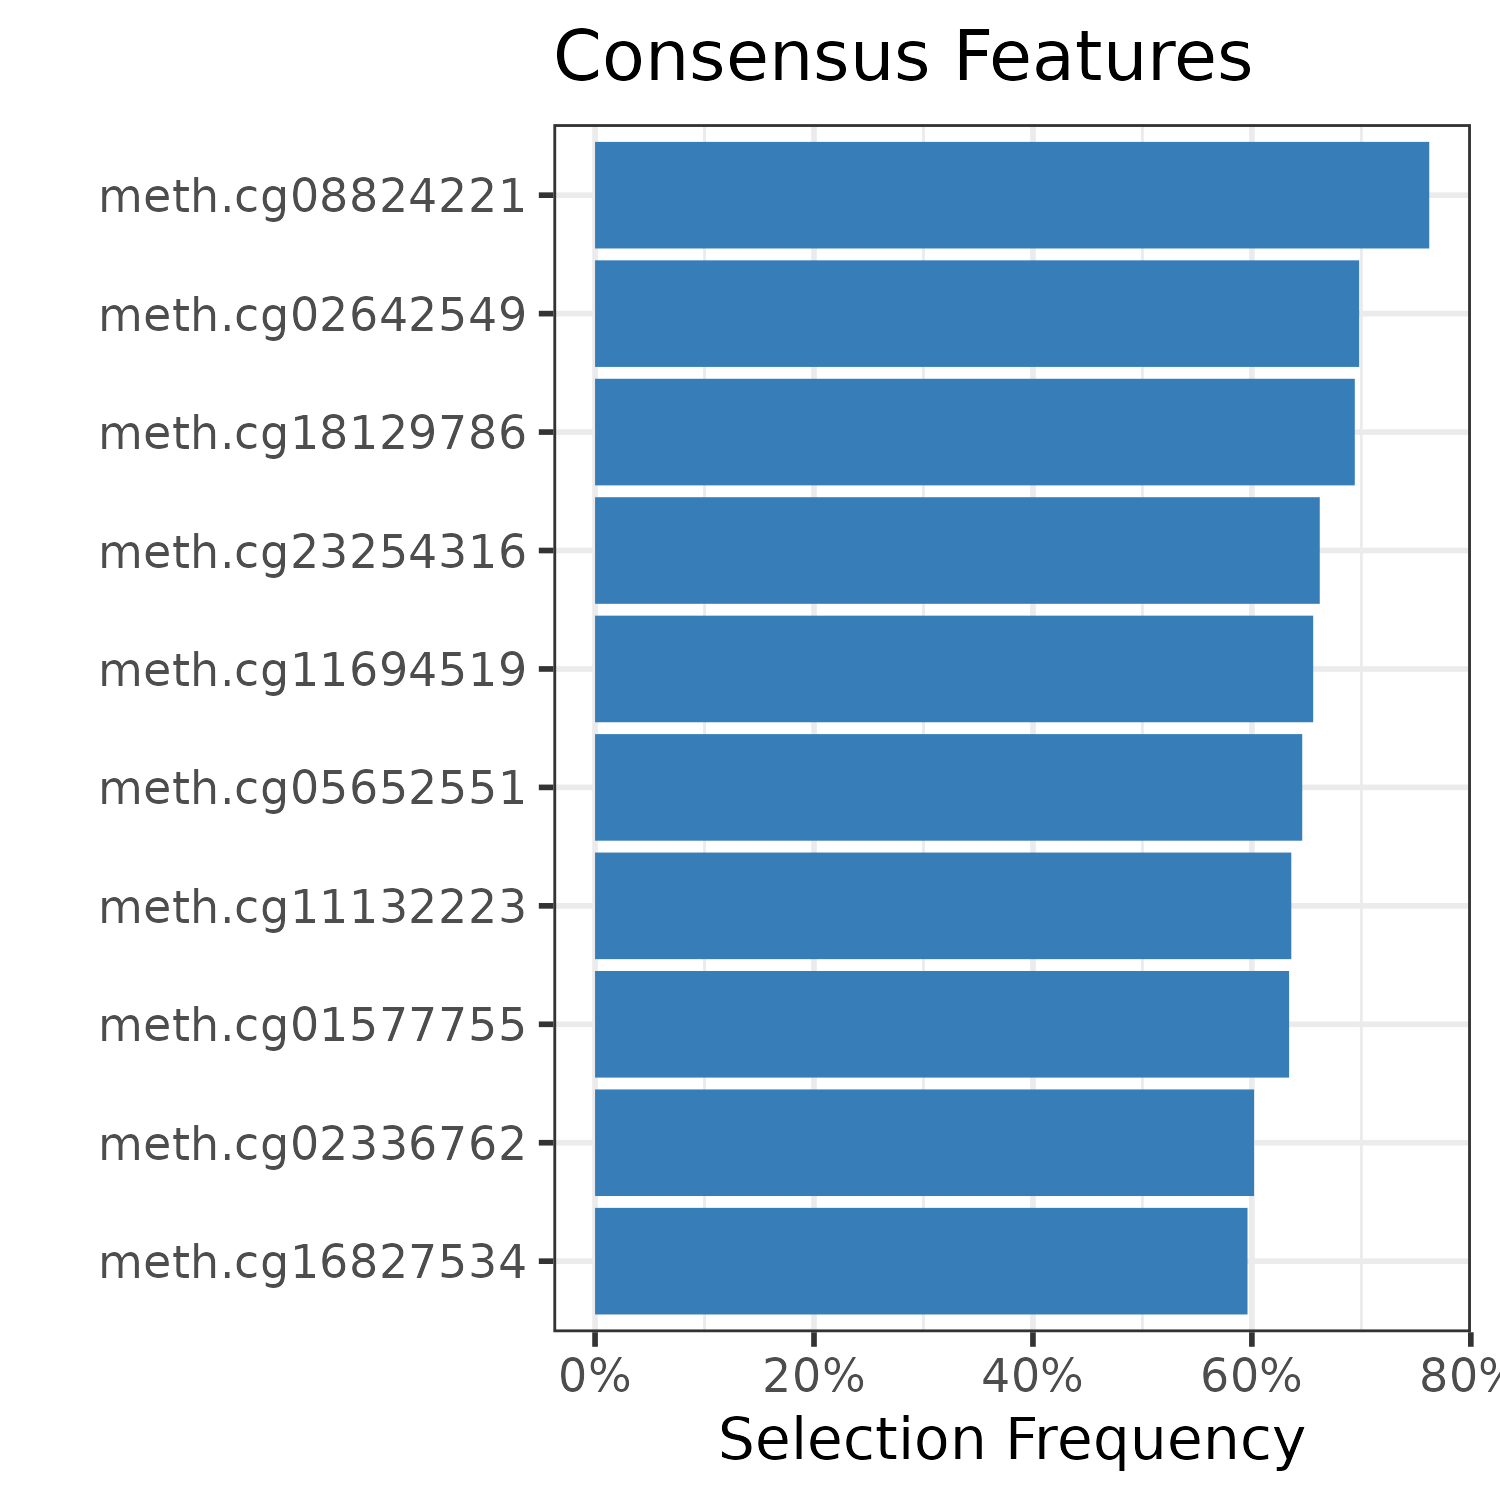 Consensus Features
meth.cg08824221
meth.cg02642549
meth.cg18129786
meth.cg23254316
meth.cg11694519
meth.cg05652551
meth.cg11132223
meth.cg01577755
meth.cg02336762
meth.cg16827534
0% 20% 40% 60% 80%
Selection Frequency